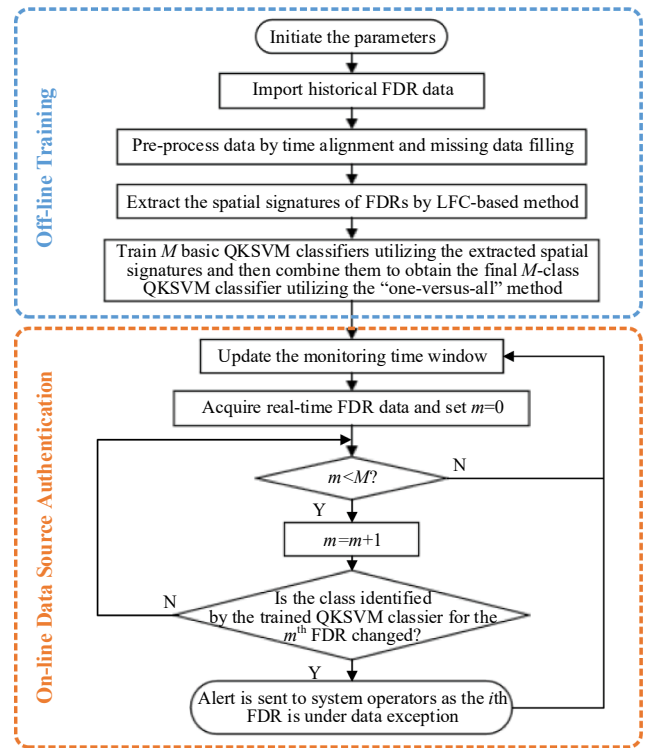 Off-line Training
Initiate the parameters
Import historical FDR data
Pre-process data by time alignment and missing data filling
Extract the spatial signatures of FDRs by LFC-based method
Train M basic QKSVM classifiers utilizing the extracted spatial
signatures and then combine them to obtain the final M-class
QKSVM classifier utilizing the “one-versus-all” method
On-line Data Source Authentication
Update the monitoring time window
Acquire real-time FDR data and set m=0
m<M?
N
Y
m=m+1
Is the class identified
by the trained QKSVM classier for the
mth FDR changed?
N
Y
Alert is sent to system operators as the ith
FDR is under data exception